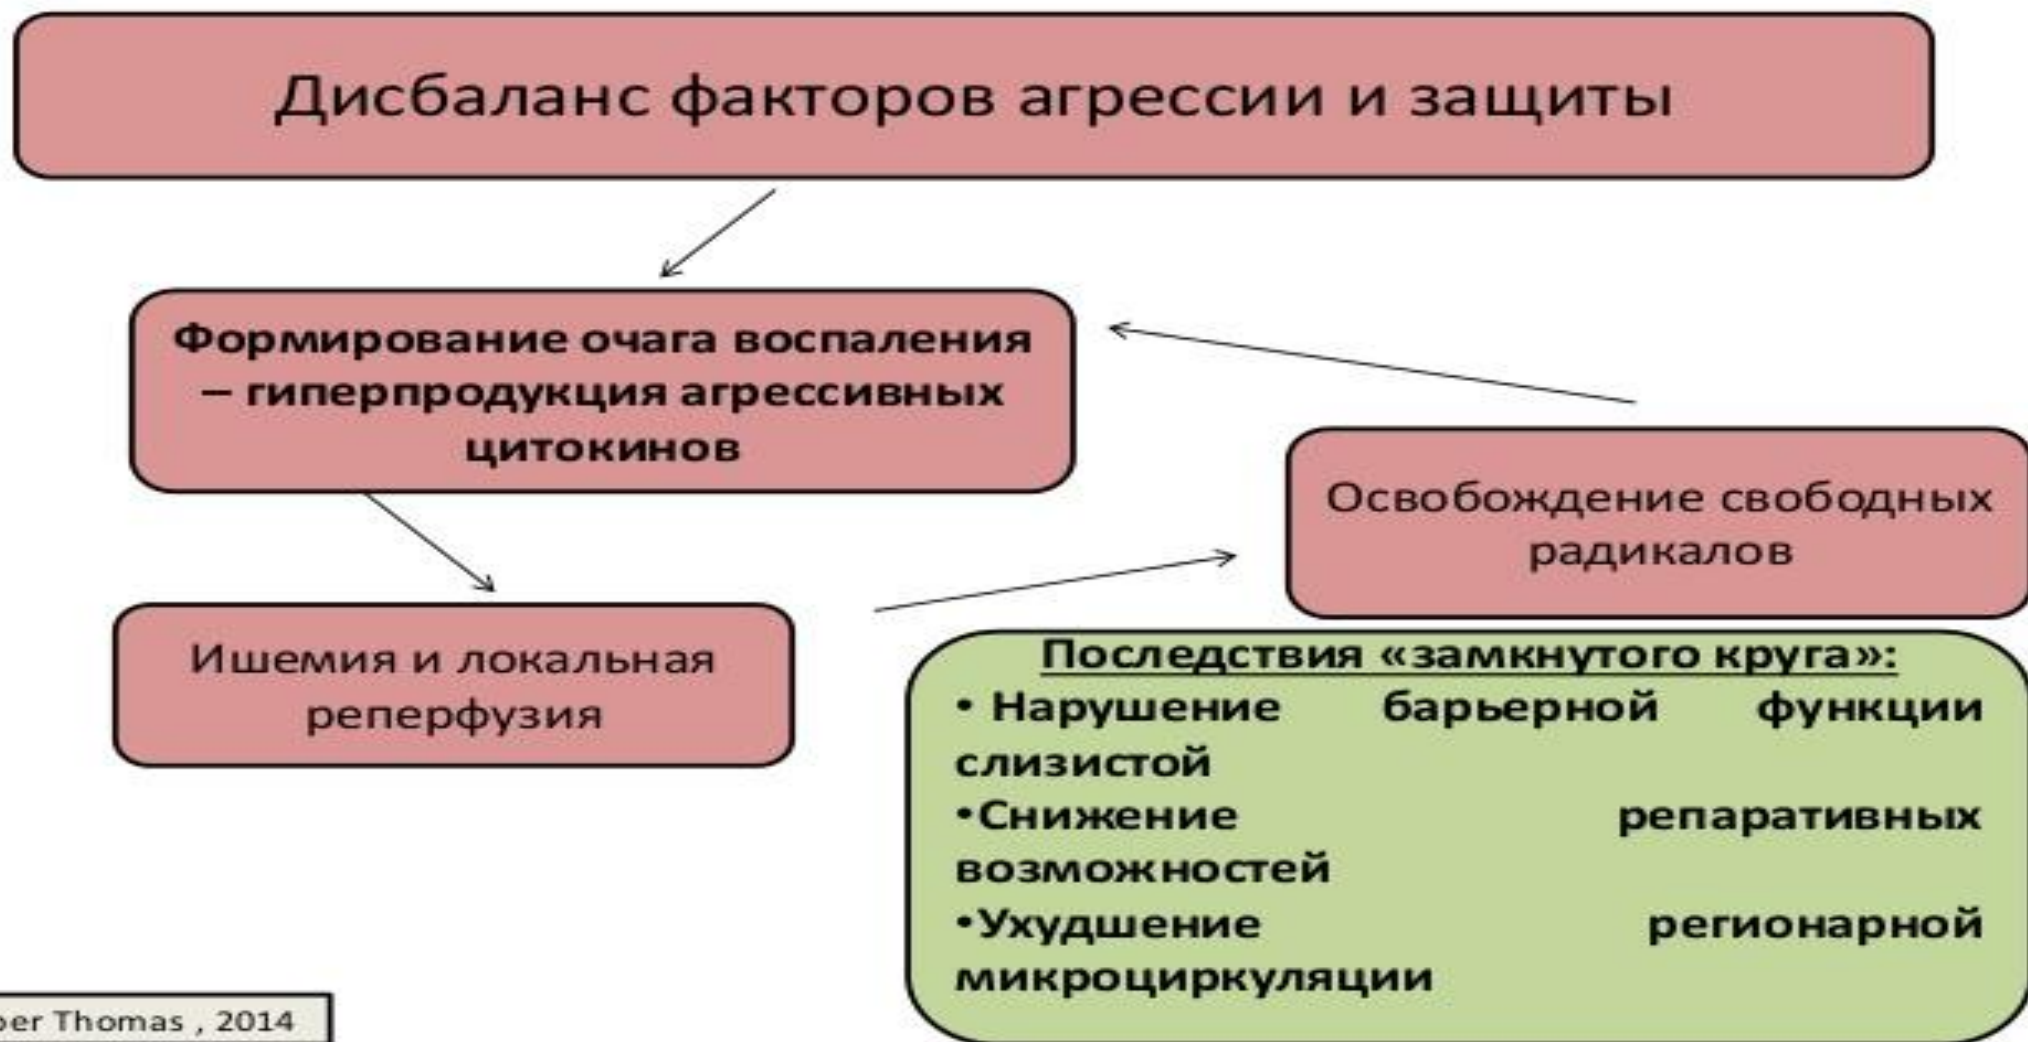 Дисбаланс факторов агрессии и защиты
Формирование очага воспаления
– гиперпродукция агрессивных
цитокинов
Освобождение свободных
радикалов
Ишемия и локальная
реперфузия
Последствия «замкнутого круга»:
• Нарушение барьерной функции
слизистой
•Снижение репаративных
возможностей
•Ухудшение регионарной
микроциркуляции
Thomas , 2014